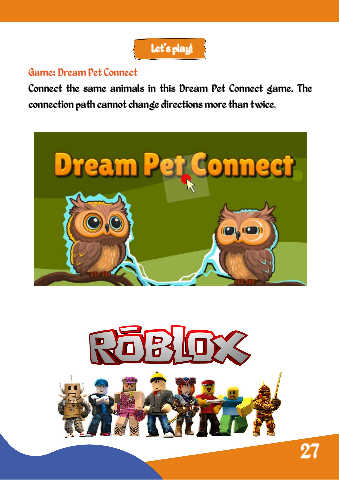 Let's play!
Game: Dream Pet Connect
Connect the same animals in this Dream Pet Connect game. The
connection path cannot change directions more than twice.
Dream Pet Connect
ROBLOX
27